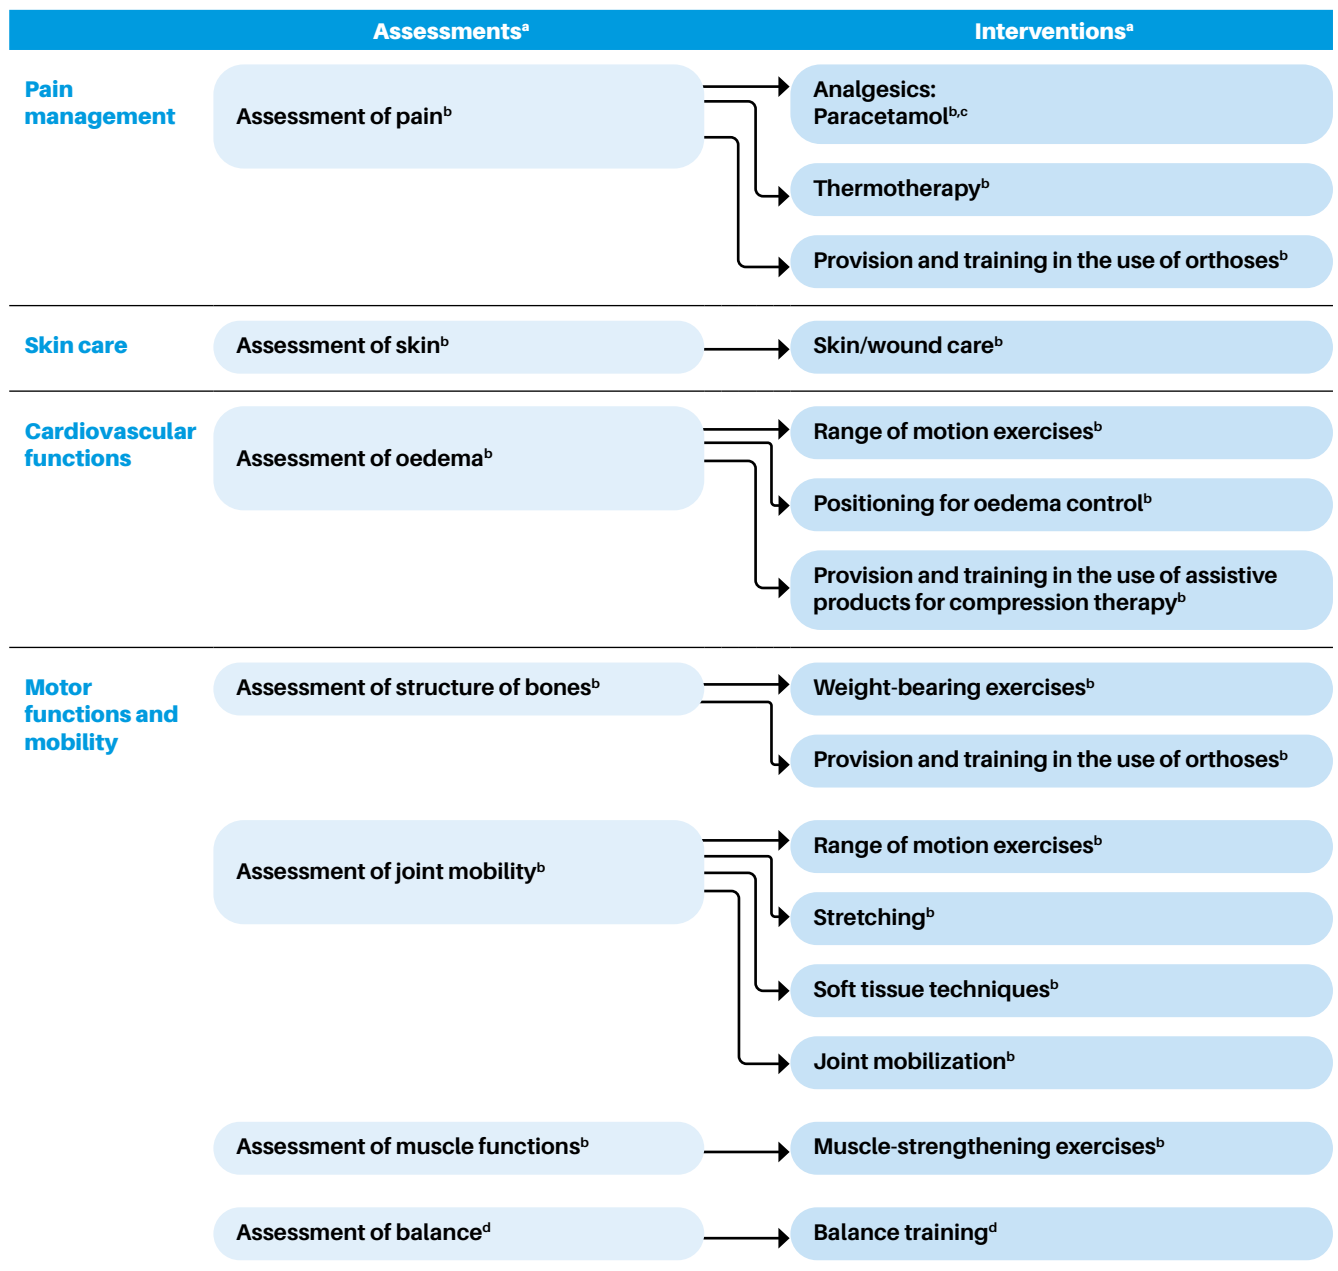 Assessmentsᵃ Interventionsᵃ
Pain
management
Assessment of painᵇ
Analgesics:
Paracetamolᵇ,ᶜ
Thermotherapyᵇ
Provision and training in the use of orthosesᵇ
Skin care
Assessment of skinᵇ
Skin/wound careᵇ
Cardiovascular
functions
Assessment of oedemaᵇ
Range of motion exercisesᵇ
Positioning for oedema controlᵇ
Provision and training in the use of assistive
products for compression therapyᵇ
Motor
functions and
mobility
Assessment of structure of bonesᵇ
Weight-bearing exercisesᵇ
Provision and training in the use of orthosesᵇ
Assessment of joint mobilityᵇ
Range of motion exercisesᵇ
Stretchingᵇ
Soft tissue techniquesᵇ
Joint mobilizationᵇ
Assessment of muscle functionsᵇ
Muscle-strengthening exercisesᵇ
Assessment of balanceᵈ
Balance trainingᵈ